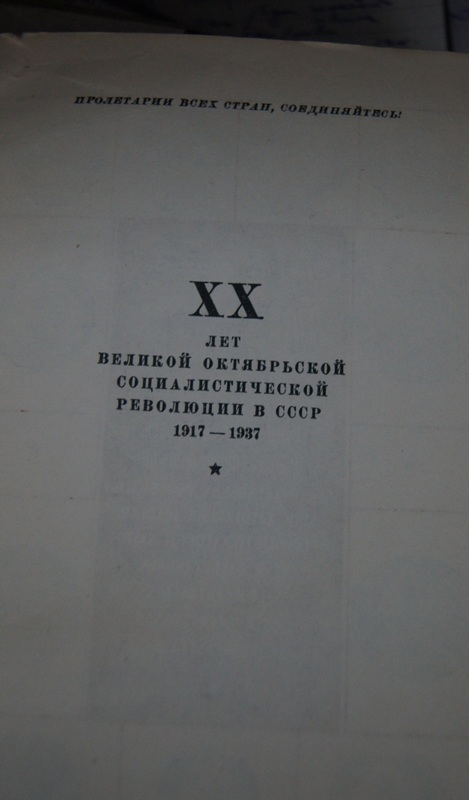 ПРОЛЕТАРИИ ВСЕХ СТРАН, СОЕДИНЯЙТЕСЬ!
XX
ЛЕТ
ВЕЛИКОЙ ОКТЯБРЬСКОЙ
СОЦИАЛИСТИЧЕСКОЙ
РЕВОЛЮЦИИ В СССР
1917 — 1937